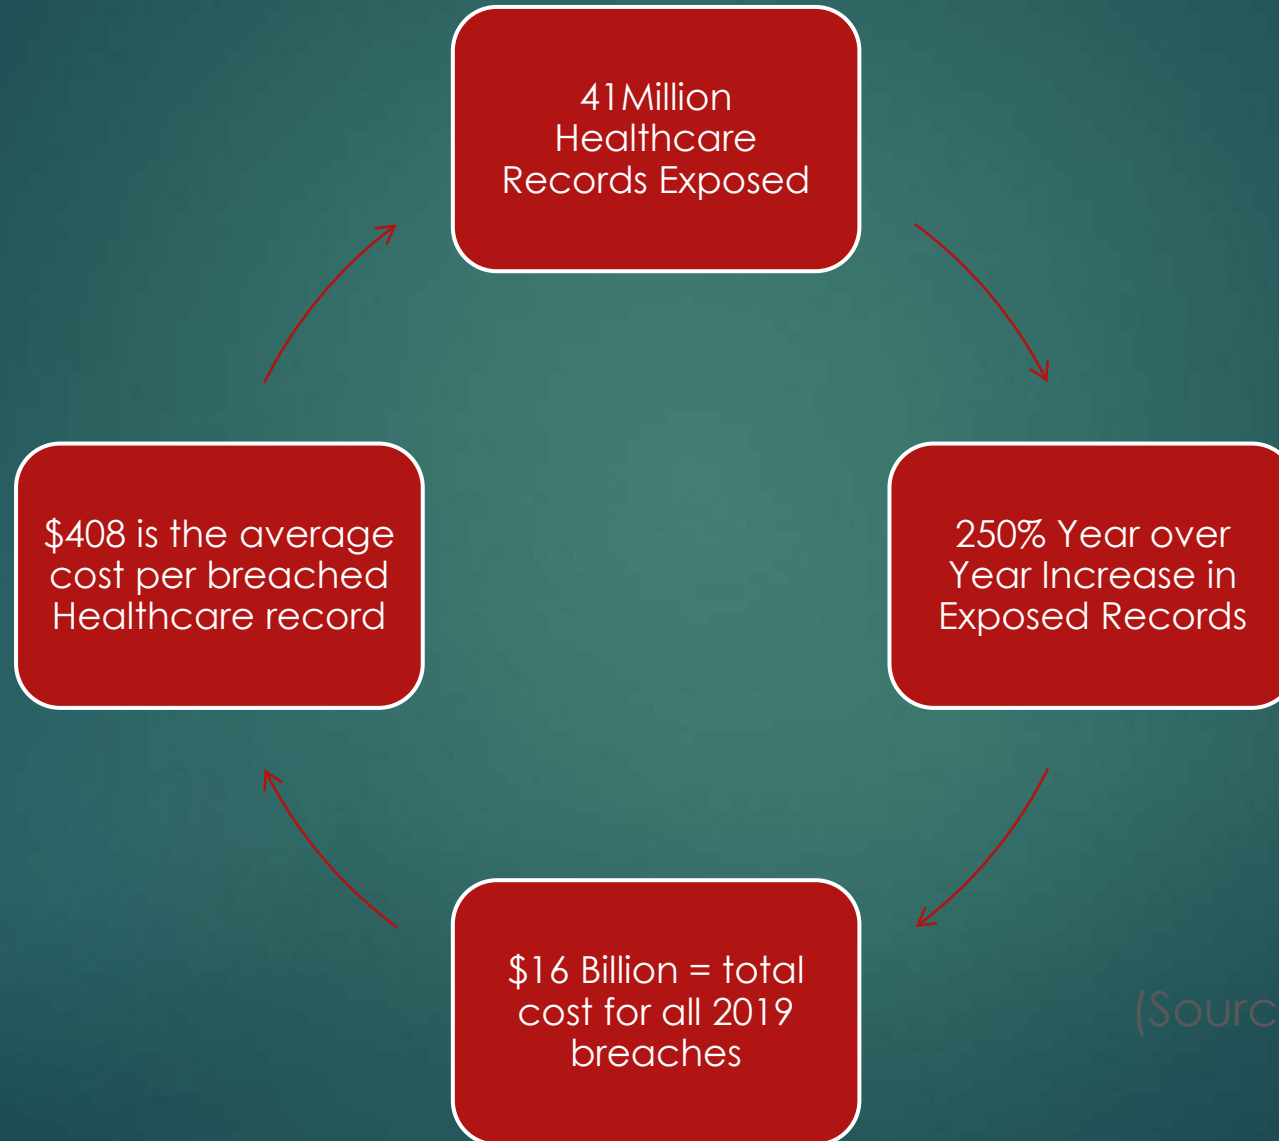 41Million
Healthcare
Records Exposed
250% Year over
Year Increase in
Exposed Records
$16 Billion = total
cost for all 2019
breaches
$408 is the average
cost per breached
Healthcare record